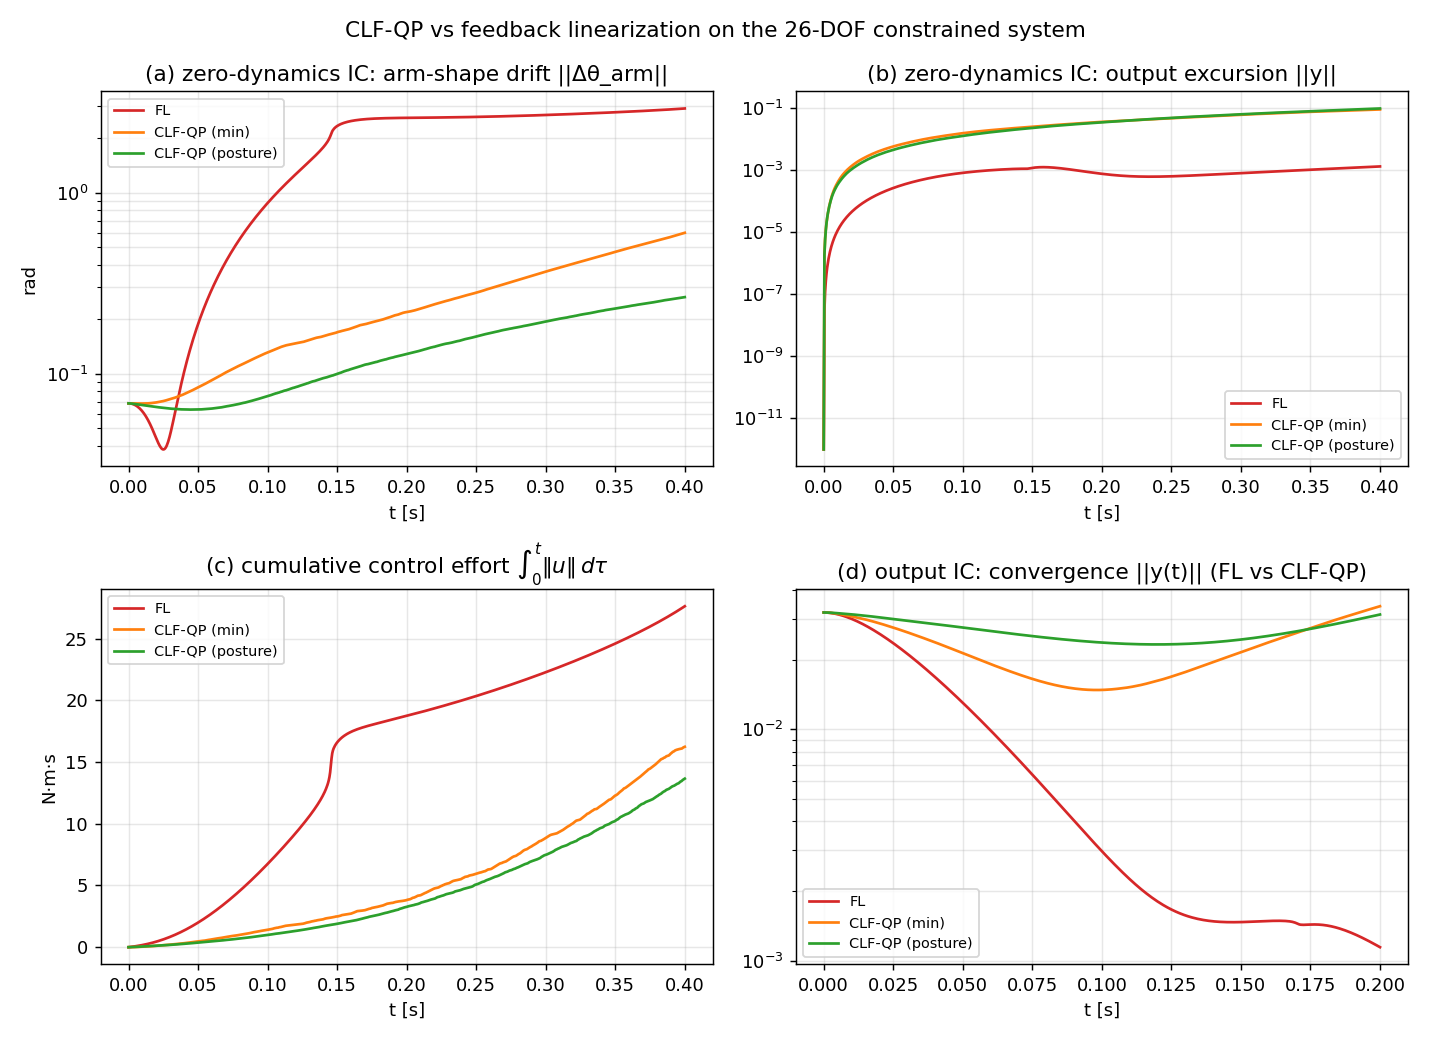 CLF-QP vs feedback linearization on the 26-DOF constrained system
(a) zero-dynamics IC: arm-shape drift ||Δθ_arm||
rad
10⁰
10⁻¹
FL
CLF-QP (min)
CLF-QP (posture)
0.00 0.05 0.10 0.15 0.20 0.25 0.30 0.35 0.40
t [s]
(b) zero-dynamics IC: output excursion ||y||
10⁻¹
10⁻³
10⁻⁵
10⁻⁷
10⁻⁹
10⁻¹¹
FL
CLF-QP (min)
CLF-QP (posture)
0.00 0.05 0.10 0.15 0.20 0.25 0.30 0.35 0.40
t [s]
(c) cumulative control effort ∫₀ᵗ‖u‖ dτ
N·m·s
25
20
15
10
5
0
FL
CLF-QP (min)
CLF-QP (posture)
0.00 0.05 0.10 0.15 0.20 0.25 0.30 0.35 0.40
t [s]
(d) output IC: convergence ||y(t)|| (FL vs CLF-QP)
10⁻²
10⁻³
FL
CLF-QP (min)
CLF-QP (posture)
0.000 0.025 0.050 0.075 0.100 0.125 0.150 0.175 0.200
t [s]